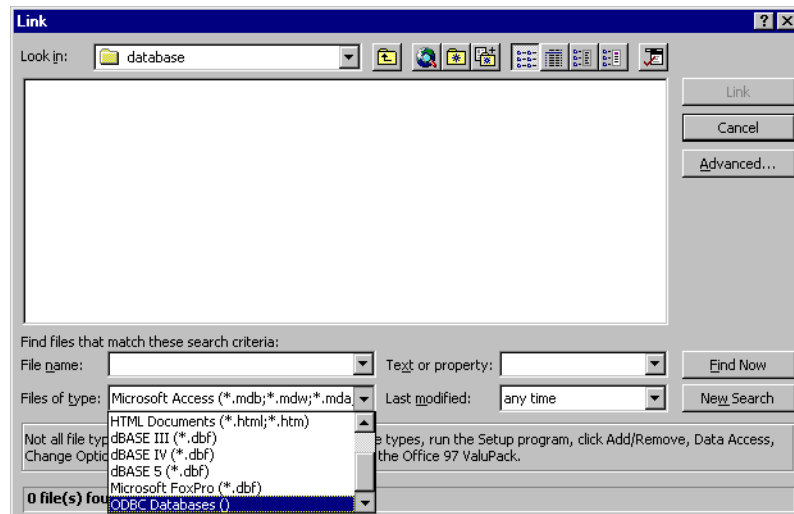 Link
Look in: database
Link
Cancel
Advanced...
Find files that match these search criteria:
File name: Text or property: Find Now
Files of type: Microsoft Access (*.mdb;*.mdw;*.mda, Last modified: any time New Search
HTML Documents (*.html;*.htm)
dBASE III (*.dbf)
dBASE IV (*.dbf)
dBASE 5 (*.dbf)
Microsoft FoxPro (*.dbf)
ODBC Databases ()
Not all file typ e types, run the Setup program, click Add/Remove, Data Access,
Change Optio the Office 97 ValuPack.
0 file(s) fou